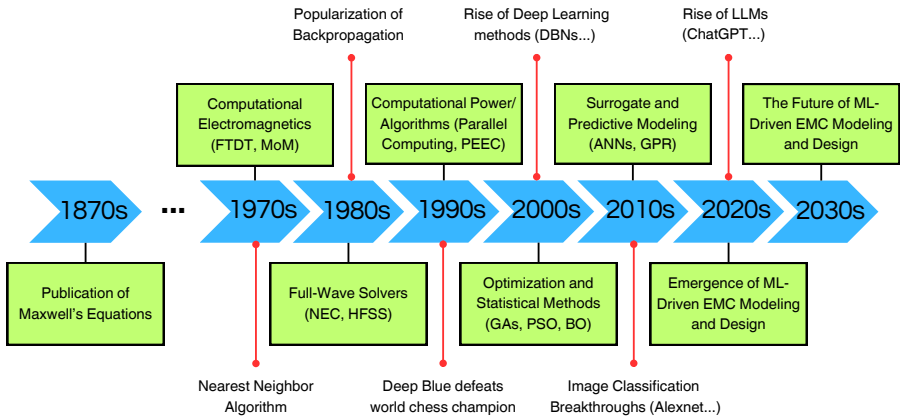 Popularization of
Backpropagation
Rise of Deep Learning
methods (DBNs...)
Rise of LLMs
(ChatGPT...)
Computational
Electromagnetics
(FTDT, MoM)
Computational Power/
Algorithms (Parallel
Computing, PEEC)
Surrogate and
Predictive Modeling
(ANNs, GPR)
The Future of ML-
Driven EMC Modeling
and Design
1870s
...
1970s
1980s
1990s
2000s
2010s
2020s
2030s
Publication of
Maxwell's Equations
Full-Wave Solvers
(NEC, HFSS)
Optimization and
Statistical Methods
(GAs, PSO, BO)
Emergence of ML-
Driven EMC Modeling
and Design
Nearest Neighbor
Algorithm
Deep Blue defeats
world chess champion
Image Classification
Breakthroughs (Alexnet...)